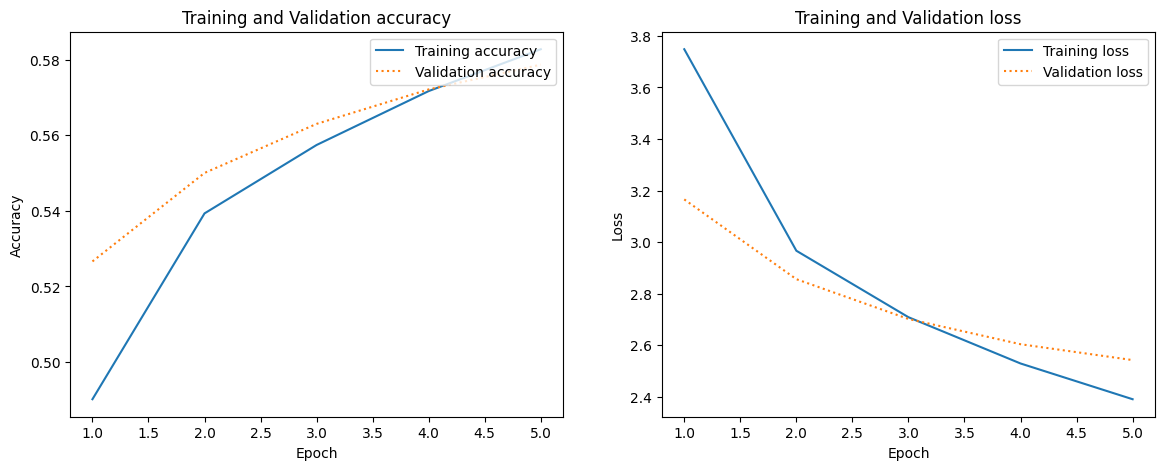 Training and Validation accuracy
Training accuracy
Validation accuracy
Accuracy
0.58
0.56
0.54
0.52
0.50
1.0 1.5 2.0 2.5 3.0 3.5 4.0 4.5 5.0
Epoch
Training and Validation loss
Training loss
Validation loss
Loss
3.8
3.6
3.4
3.2
3.0
2.8
2.6
2.4
1.0 1.5 2.0 2.5 3.0 3.5 4.0 4.5 5.0
Epoch